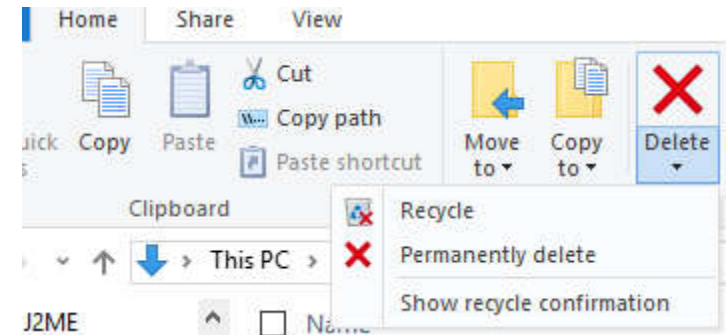 Home Share View
Cut
Copy path
Paste shortcut
Copy Paste
Move to
Copy to
Delete
Clipboard
Recycle
Permanently delete
Show recycle confirmation
This PC
J2ME